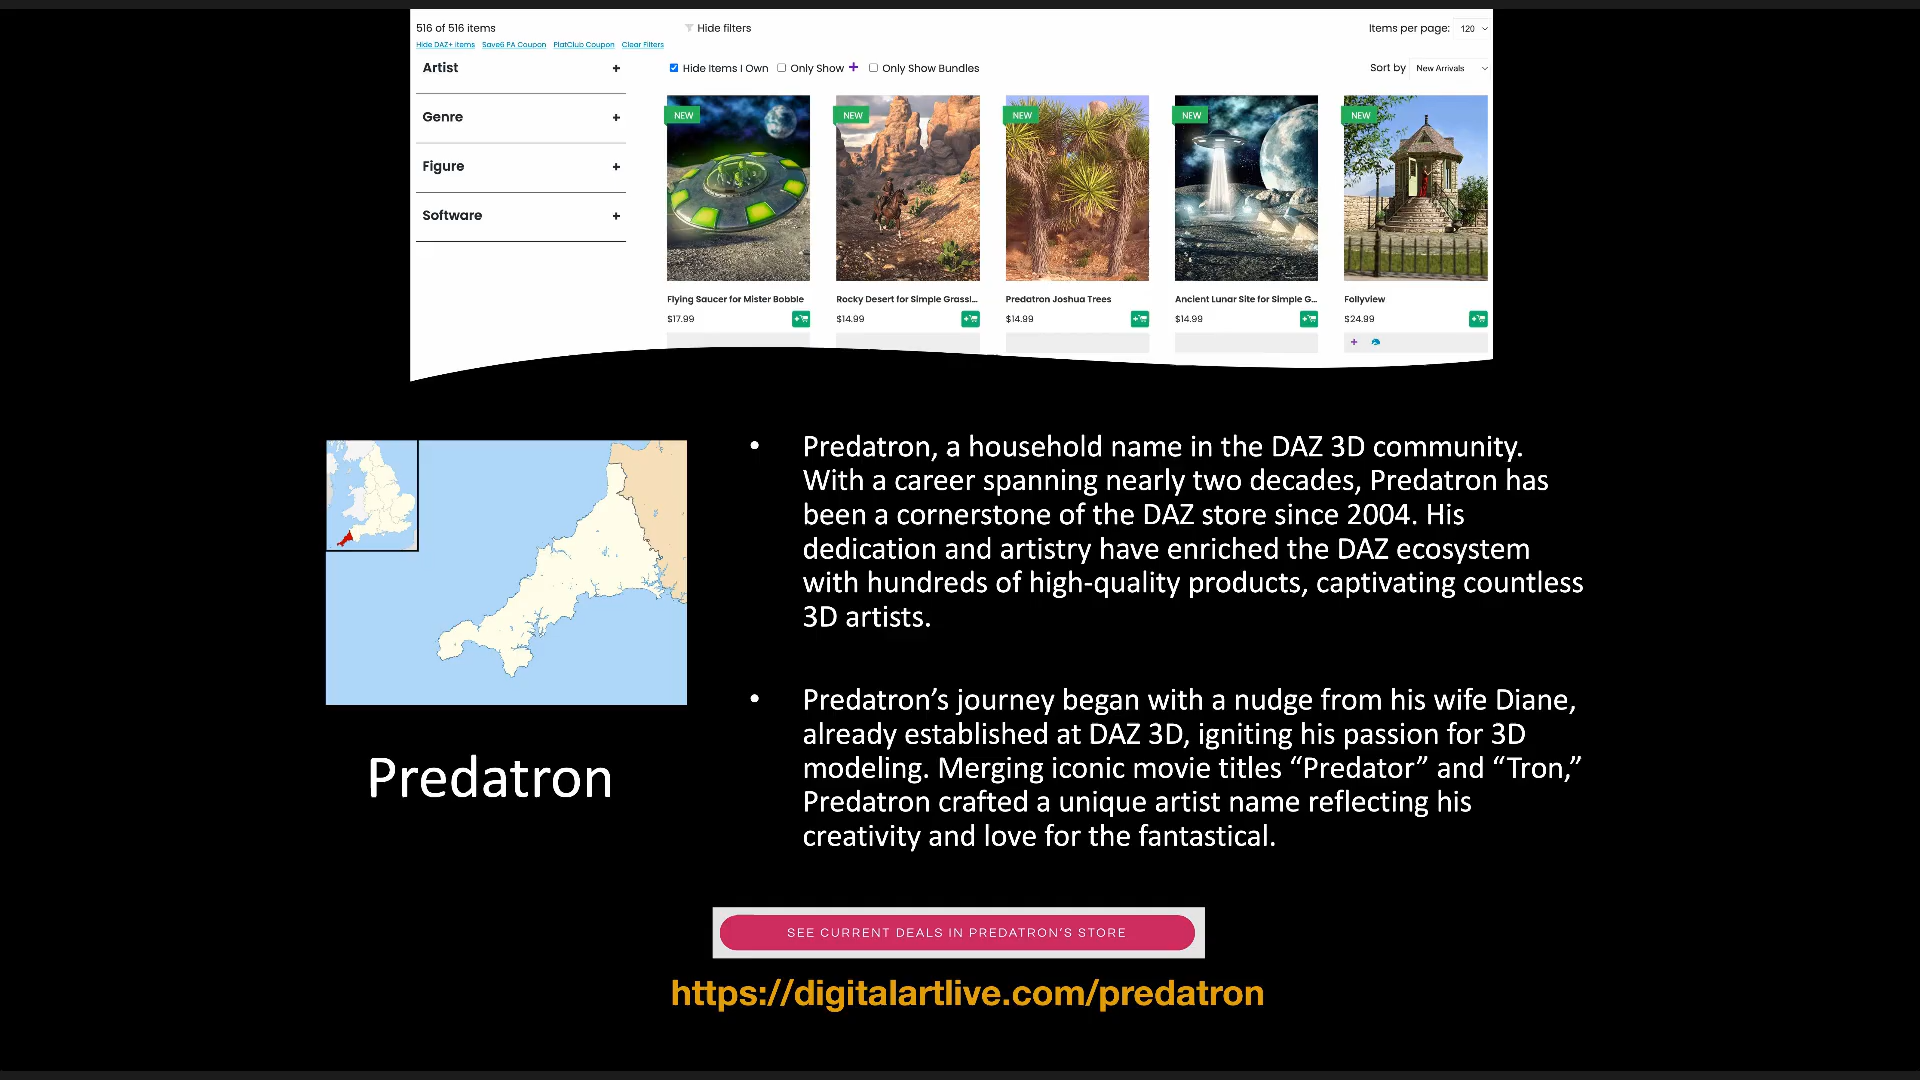 516 of 516 items
Hide filters
Items per page: 120
Hide DAZ+ Items Save6 PA Coupon PlatClub Coupon Clear Filters
Artist +
Hide Items I Own Only Show + Only Show Bundles
Sort by New Arrivals
Genre +
Figure +
Software +
NEW NEW NEW NEW NEW
Flying Saucer for Mister Bobble
$17.99
Rocky Desert for Simple Grassl...
$14.99
Predatron Joshua Trees
$14.99
Ancient Lunar Site for Simple G...
$14.99
Follyview
$24.99
Predatron
• Predatron, a household name in the DAZ 3D community.
With a career spanning nearly two decades, Predatron has
been a cornerstone of the DAZ store since 2004. His
dedication and artistry have enriched the DAZ ecosystem
with hundreds of high-quality products, captivating countless
3D artists.
• Predatron’s journey began with a nudge from his wife Diane,
already established at DAZ 3D, igniting his passion for 3D
modeling. Merging iconic movie titles “Predator” and “Tron,”
Predatron crafted a unique artist name reflecting his
creativity and love for the fantastical.
SEE CURRENT DEALS IN PREDATRON’S STORE
https://digitalartlive.com/predatron